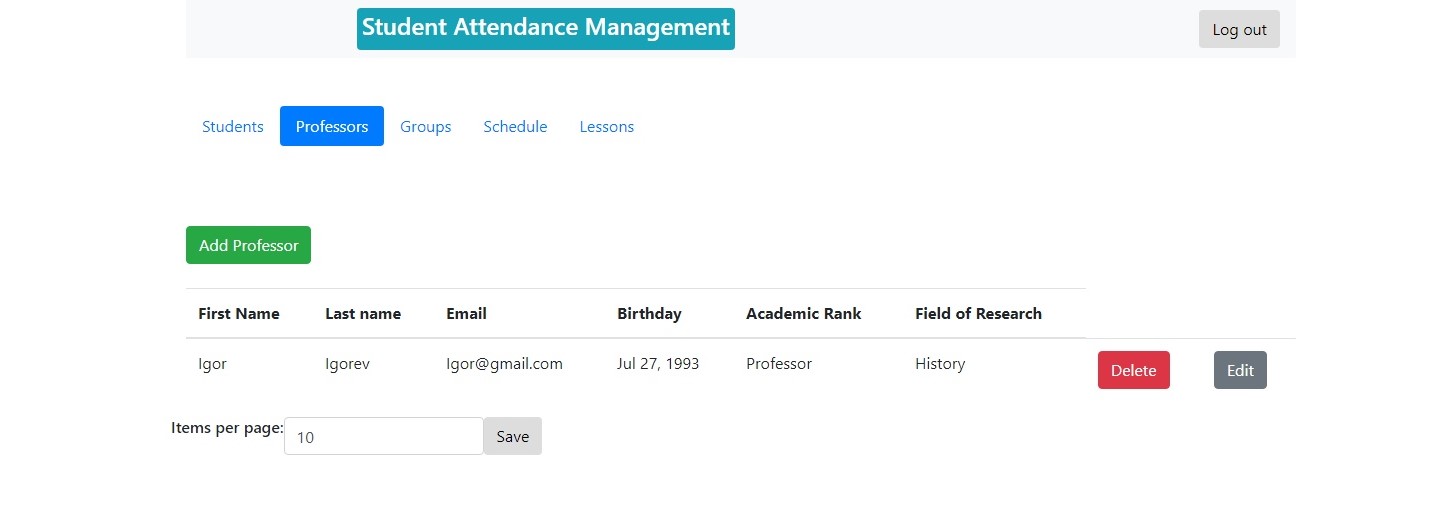 Student Attendance Management Log out
Students Professors Groups Schedule Lessons
Add Professor
First Name Last name Email Birthday Academic Rank Field of Research
Igor Igorev Igor@gmail.com Jul 27, 1993 Professor History Delete Edit
Items per page: 10 Save